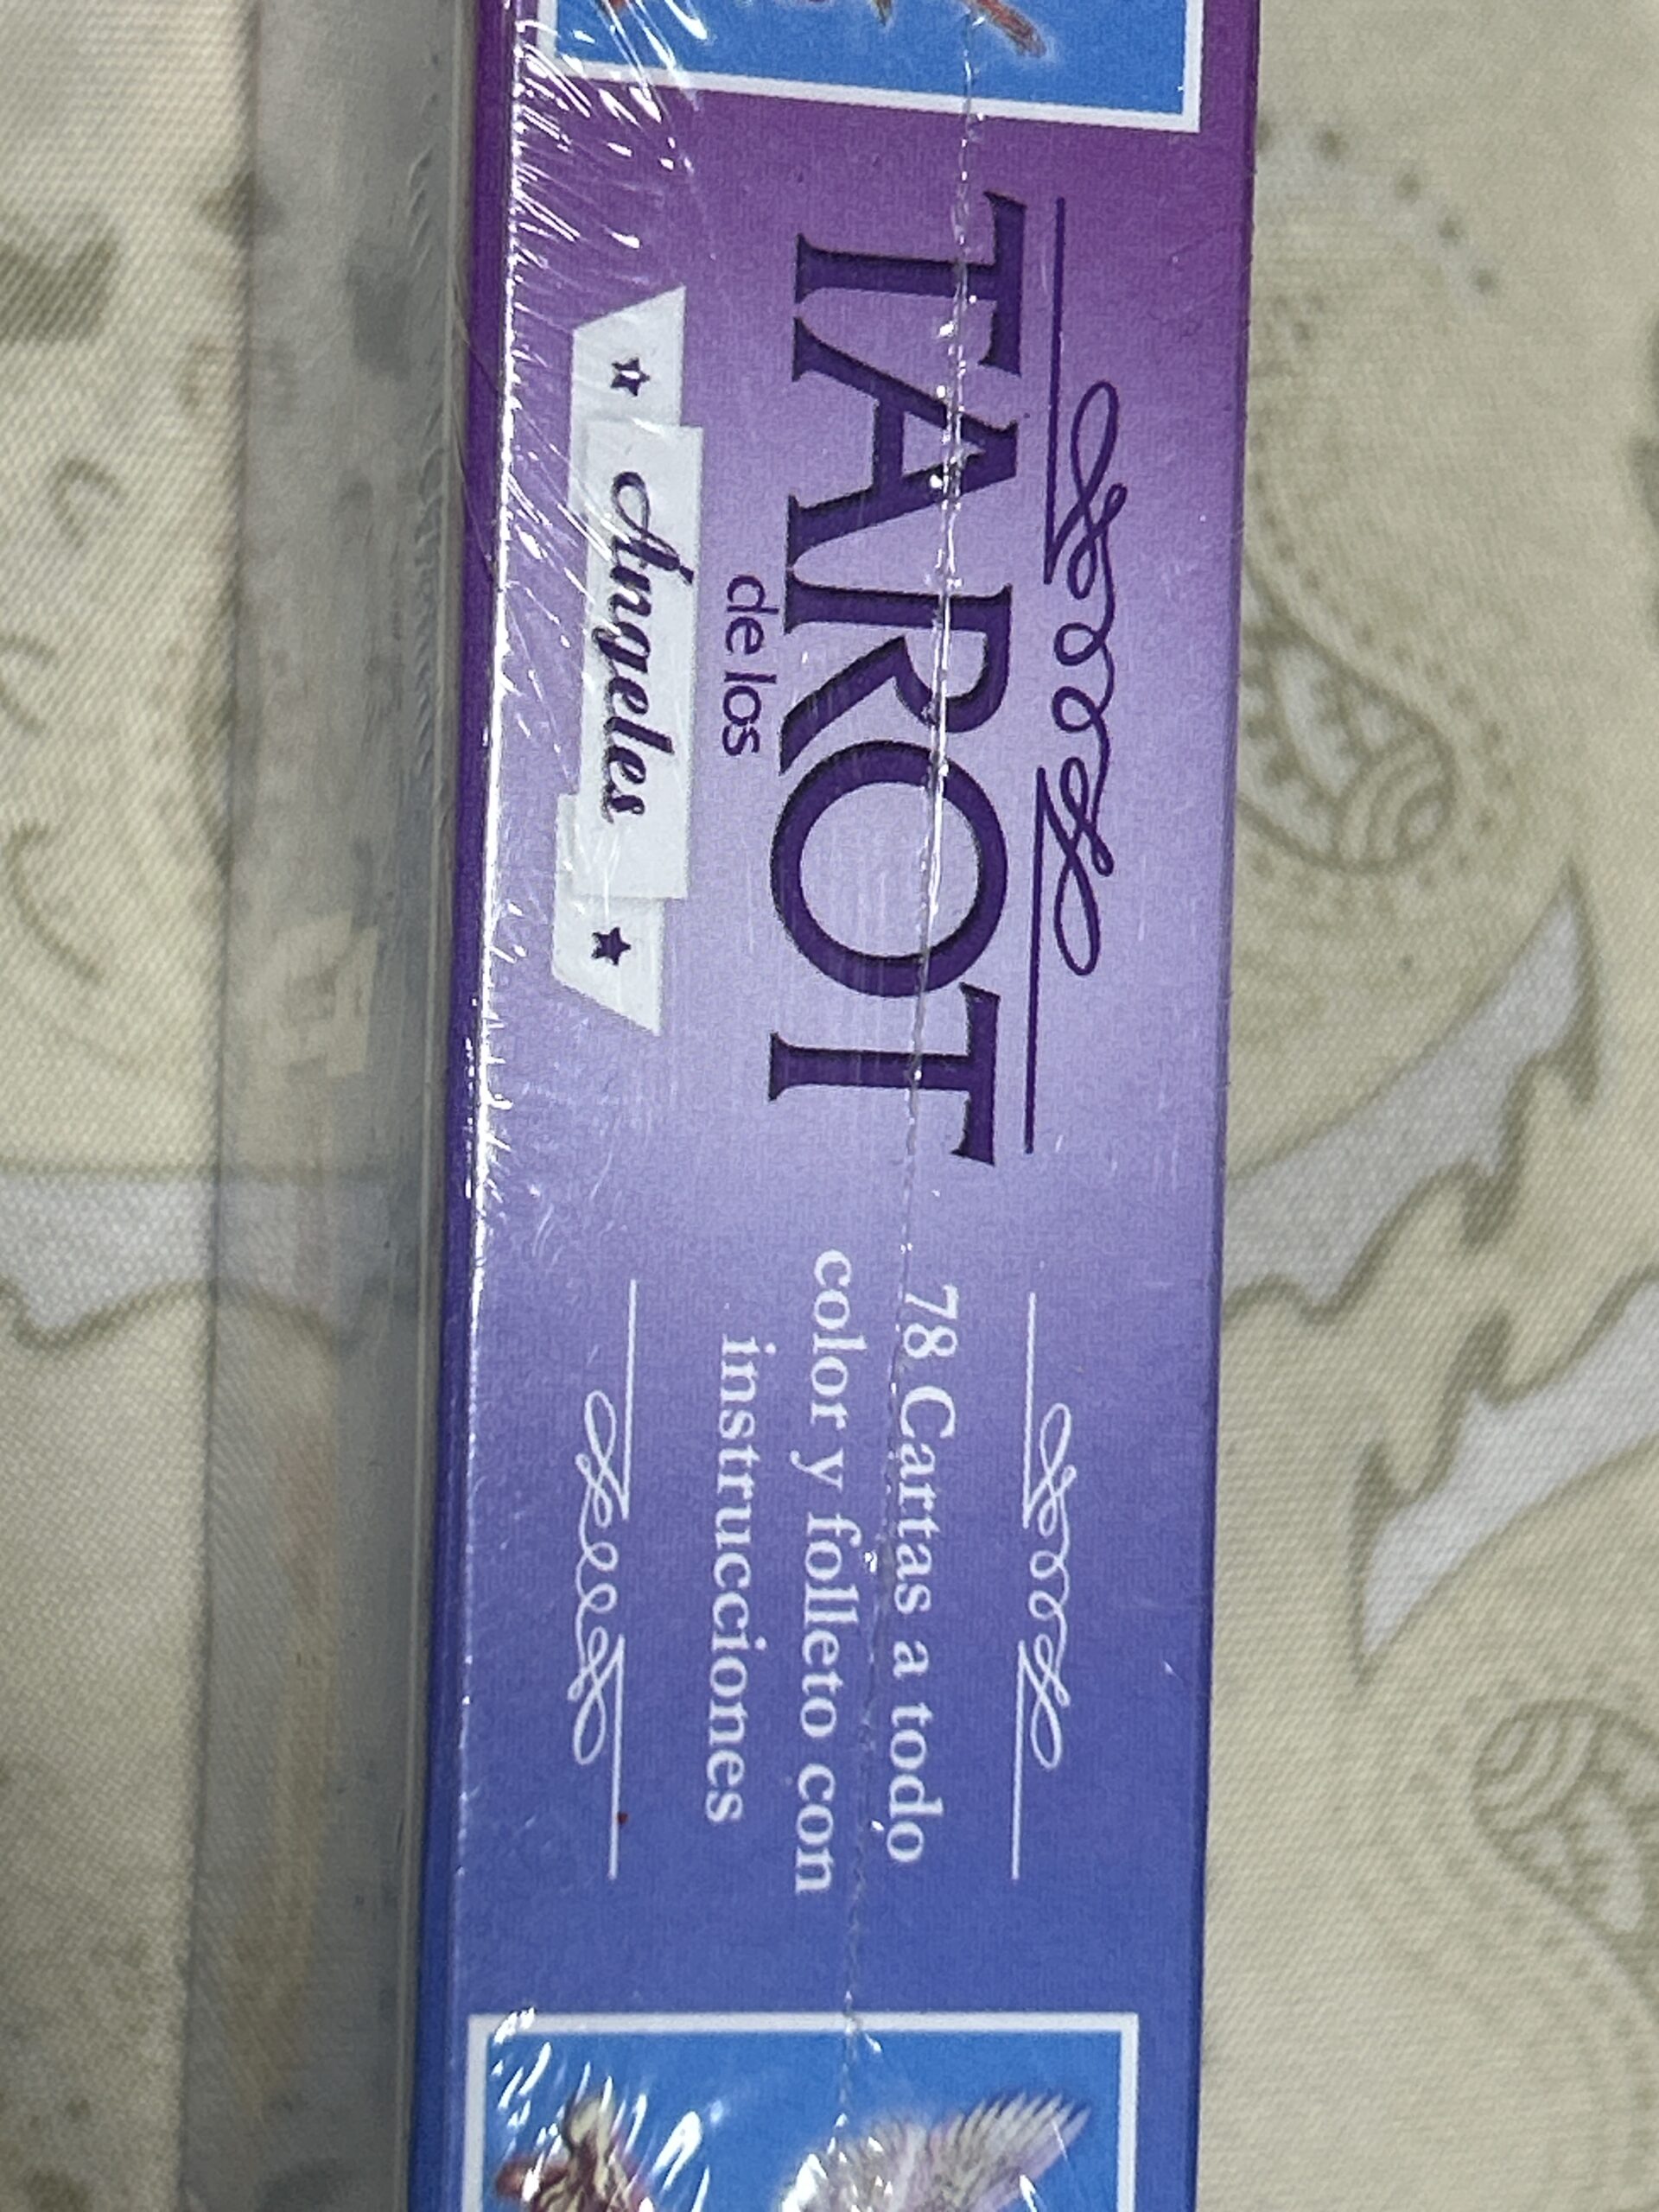 TAROT
de los
Angeles
78 Cartas a todo
color y folleto con
instrucciones